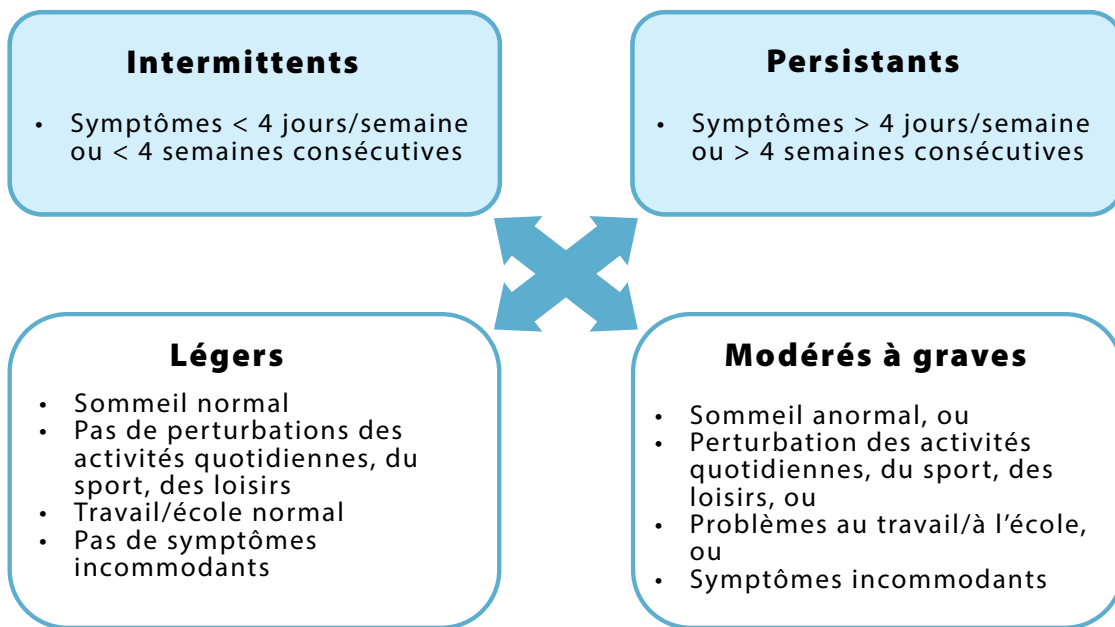 Intermittents
• Symptômes < 4 jours/semaine
ou < 4 semaines consécutives
Persistants
• Symptômes > 4 jours/semaine
ou > 4 semaines consécutives
Légers
• Sommeil normal
• Pas de perturbations des
activités quotidiennes, du
sport, des loisirs
• Travail/école normal
• Pas de symptômes
incommodants
Modérés à graves
• Sommeil anormal, ou
• Perturbation des activités
quotidiennes, du sport, des
loisirs, ou
• Problèmes au travail/à l’école,
ou
• Symptômes incommodants